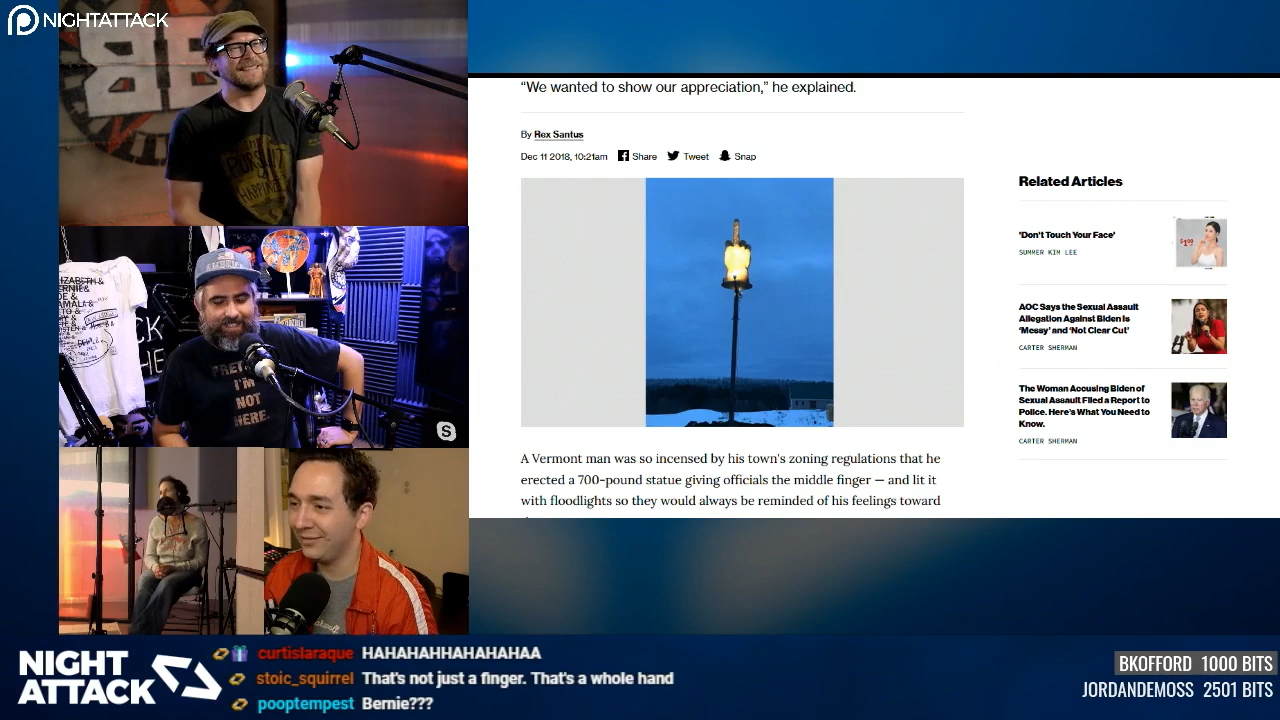 NIGHTATTACK
“We wanted to show our appreciation,” he explained.
By Rex Santus
Dec 11 2018, 10:21am Share Tweet Snap
Related Articles
'Don't Touch Your Face'
SUMMER KIM LEE
$1.00
AOC Says the Sexual Assault
Allegation Against Biden Is
'Messy' and 'Not Clear Cut'
CARTER SHERMAN
The Woman Accusing Biden of
Sexual Assault Filed a Report to
Police. Here's What You Need to
Know.
CARTER SHERMAN
A Vermont man was so incensed by his town's zoning regulations that he
erected a 700-pound statue giving officials the middle finger — and lit it
with floodlights so they would always be reminded of his feelings toward
PURSUIT
HAPPINESS
PRETEND
I'M
NOT
HERE.
NIGHT
ATTACK
curtislaraque HAHAHAHHAHAHAHAA
stoic_squirrel That's not just a finger. That's a whole hand
pooptempest Bernie???
BKOFFORD 1000 BITS
JORDANDEMOSS 2501 BITS